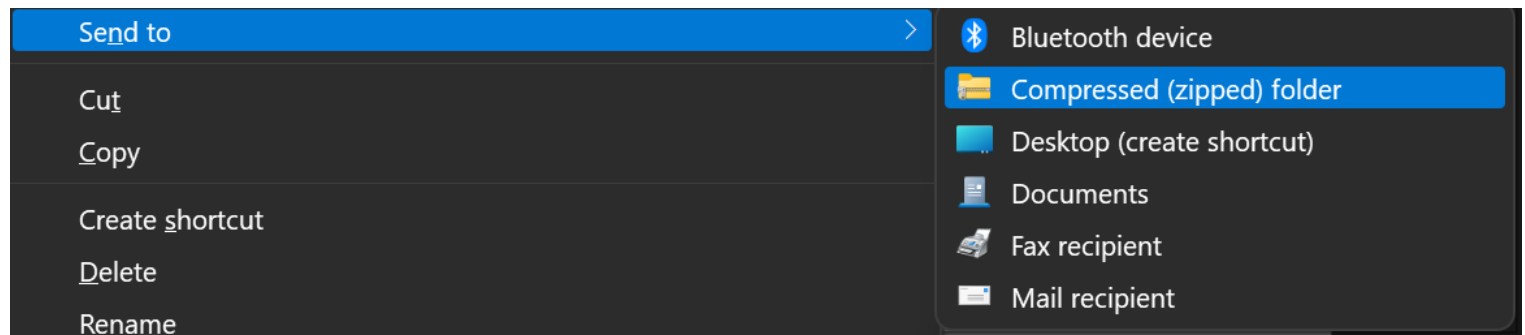 Send to
Cut
Copy
Create shortcut
Delete
Rename
Bluetooth device
Compressed (zipped) folder
Desktop (create shortcut)
Documents
Fax recipient
Mail recipient